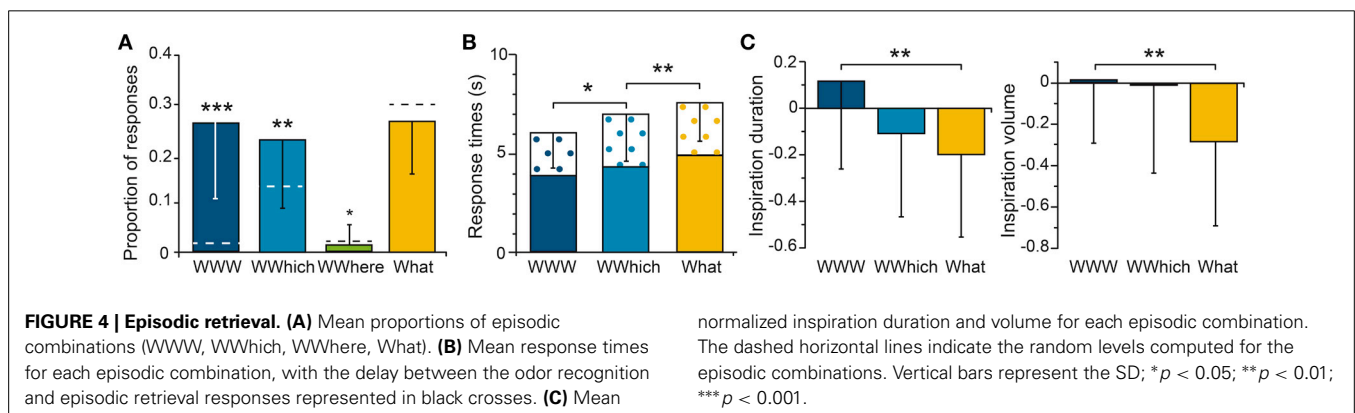 A
B
C
0.4
0.3
0.2
0.1
0
Proportion of responses
***
**
*
WWW WWhich WWhere What
10
5
0
Response times (s)
*
**
WWW WWhich What
0.2
0
-0.2
-0.4
-0.6
Inspiration duration
**
WWW WWhich What
0
-0.2
-0.4
-0.6
-0.8
Inspiration volume
**
WWW WWhich What
FIGURE 4 | Episodic retrieval. (A) Mean proportions of episodic
combinations (WWW, WWhich, WWhere, What). (B) Mean response times
for each episodic combination, with the delay between the odor recognition
and episodic retrieval responses represented in black crosses. (C) Mean
normalized inspiration duration and volume for each episodic combination.
The dashed horizontal lines indicate the random levels computed for the
episodic combinations. Vertical bars represent the SD; *p < 0.05; **p < 0.01;
***p < 0.001.